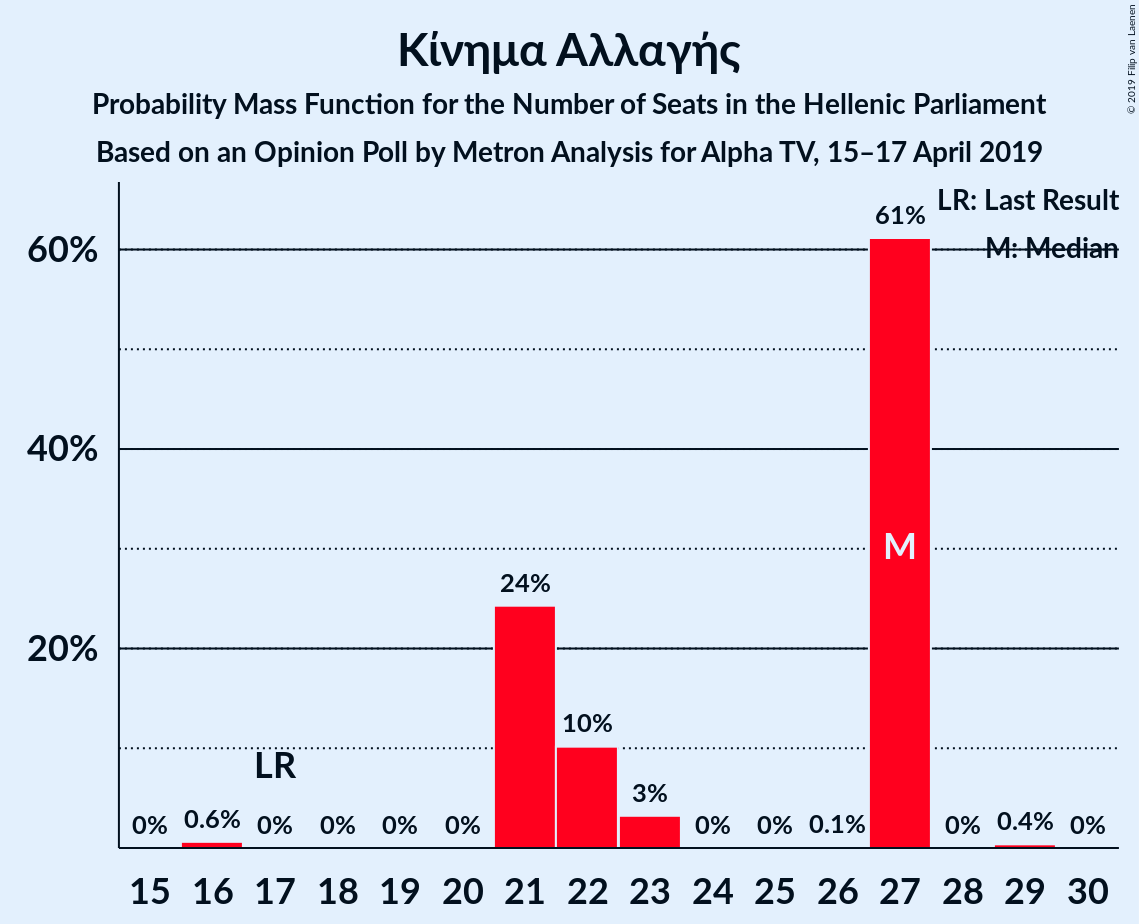 Κίνημα Αλλαγής
Probability Mass Function for the Number of Seats in the Hellenic Parliament
Based on an Opinion Poll by Metron Analysis for Alpha TV, 15–17 April 2019
© 2019 Filip van Laenen
LR: Last Result
M: Median
60%
40%
20%
0% 0.6% 0% 0% 0% 0% 24% 10% 3% 0% 0% 0.1% 61% 0% 0.4% 0%
LR
M
15 16 17 18 19 20 21 22 23 24 25 26 27 28 29 30